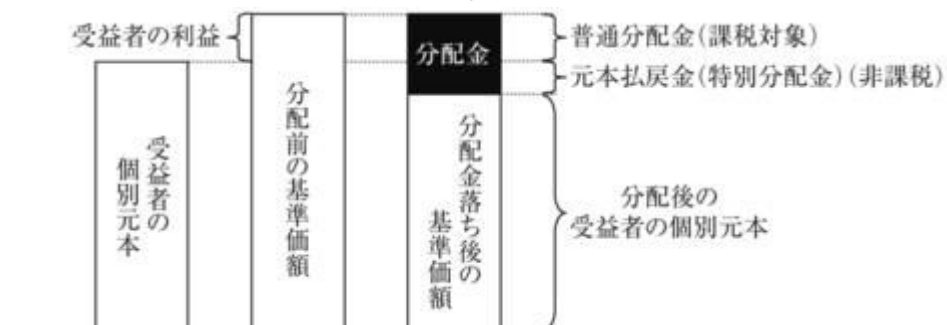 受益者の利益
分配金
普通分配金(課税対象)
元本払戻金(特別分配金)(非課税)
受益者の
個別元本
分配前の基準価額
分配金落ち後の
基準価額
分配後の
受益者の個別元本